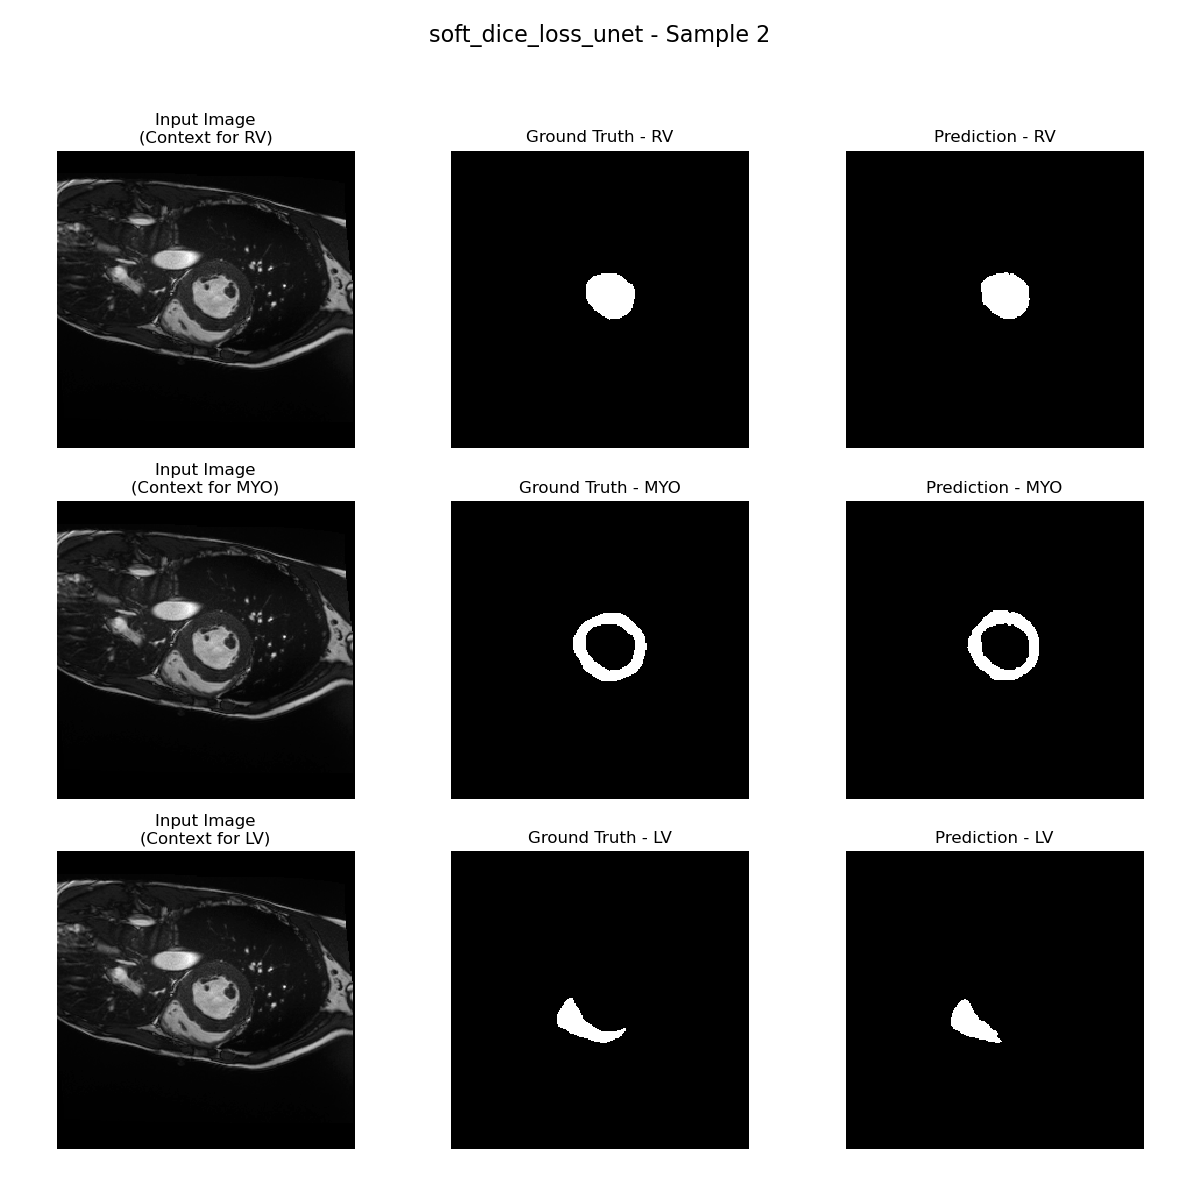 soft_dice_loss_unet - Sample 2
Input Image
(Context for RV)
Ground Truth - RV
Prediction - RV
Input Image
(Context for MYO)
Ground Truth - MYO
Prediction - MYO
Input Image
(Context for LV)
Ground Truth - LV
Prediction - LV